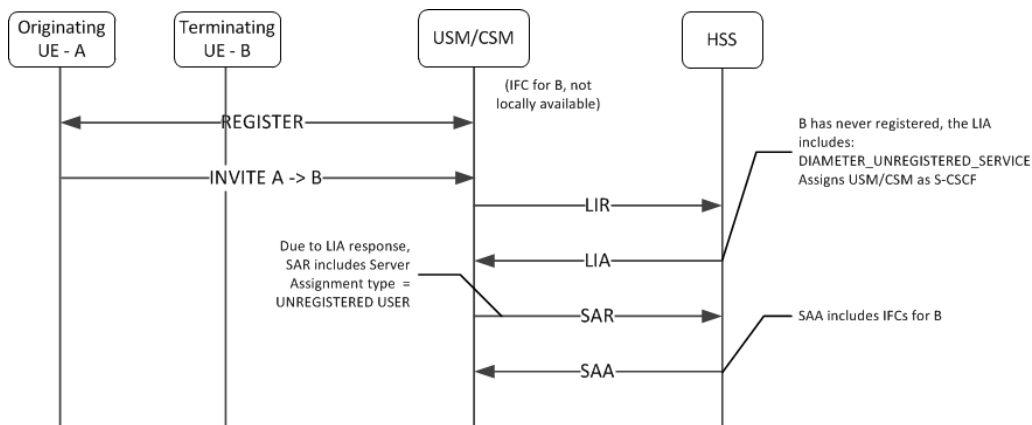 Originating
UE - A
Terminating
UE - B
USM/CSM
HSS
(IFC for B, not
locally available)
REGISTER
B has never registered, the LIA
includes:
DIAMETER_UNREGISTERED_SERVICE
Assigns USM/CSM as S-CSCF
INVITE A -> B
LIR
Due to LIA response,
SAR includes Server
Assignment type =
UNREGISTERED USER
LIA
SAR
SAA includes IFCs for B
SAA